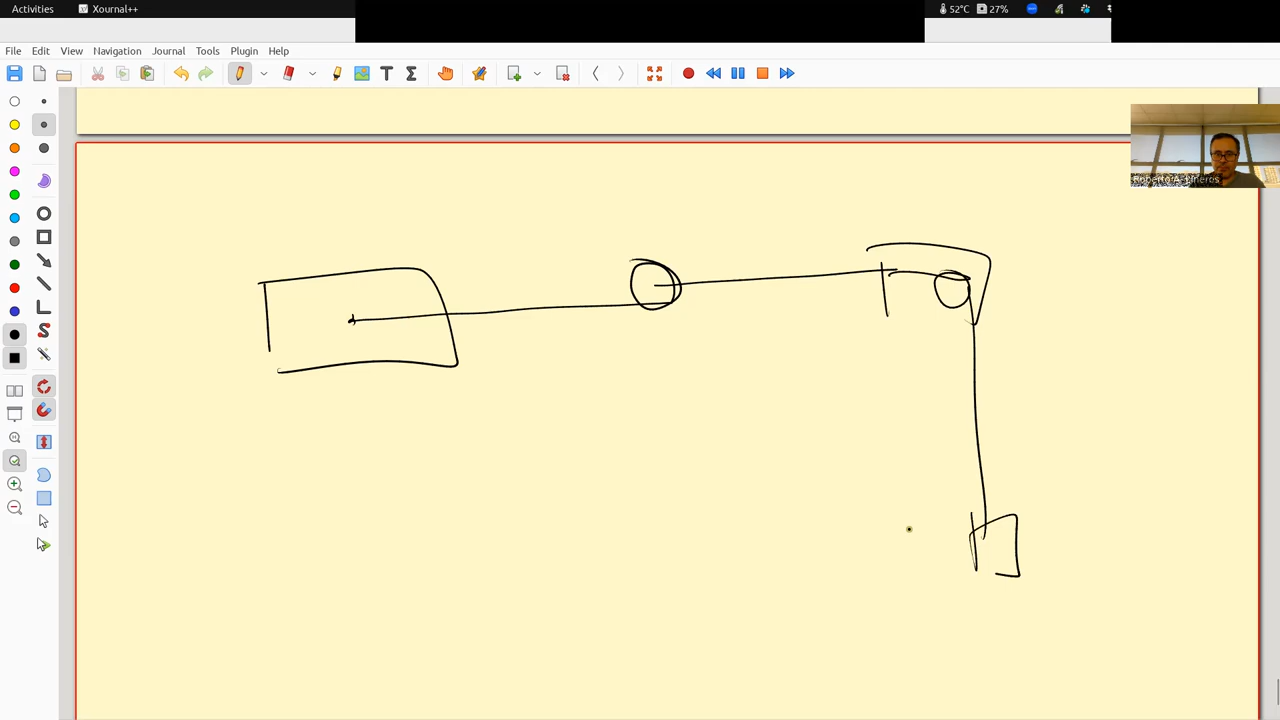 Activities Xournal++ 52°C 27%
File Edit View Navigation Journal Tools Plugin Help